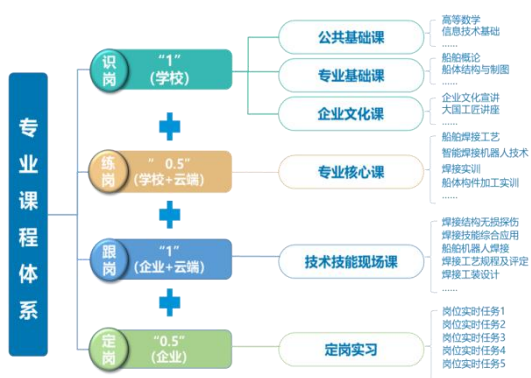 专业课程体系
识岗
“1”
(学校)
公共基础课
高等数学
信息技术基础
......
专业基础课
船舶概论
船体结构与制图
......
企业文化课
企业文化宣讲
大国工匠讲座
......
练岗
“ 0.5”
(学校+云端)
专业核心课
船舶焊接工艺
智能焊接机器人技术
焊接实训
船体构件加工实训
......
跟岗
“1”
(企业+云端)
技术技能现场课
焊接结构无损探伤
焊接技能综合应用
船舶机器人焊接
焊接工艺规程及评定
焊接工装设计
......
定岗
“0.5”
(企业)
定岗实习
岗位实时任务1
岗位实时任务2
岗位实时任务3
岗位实时任务4
岗位实时任务5